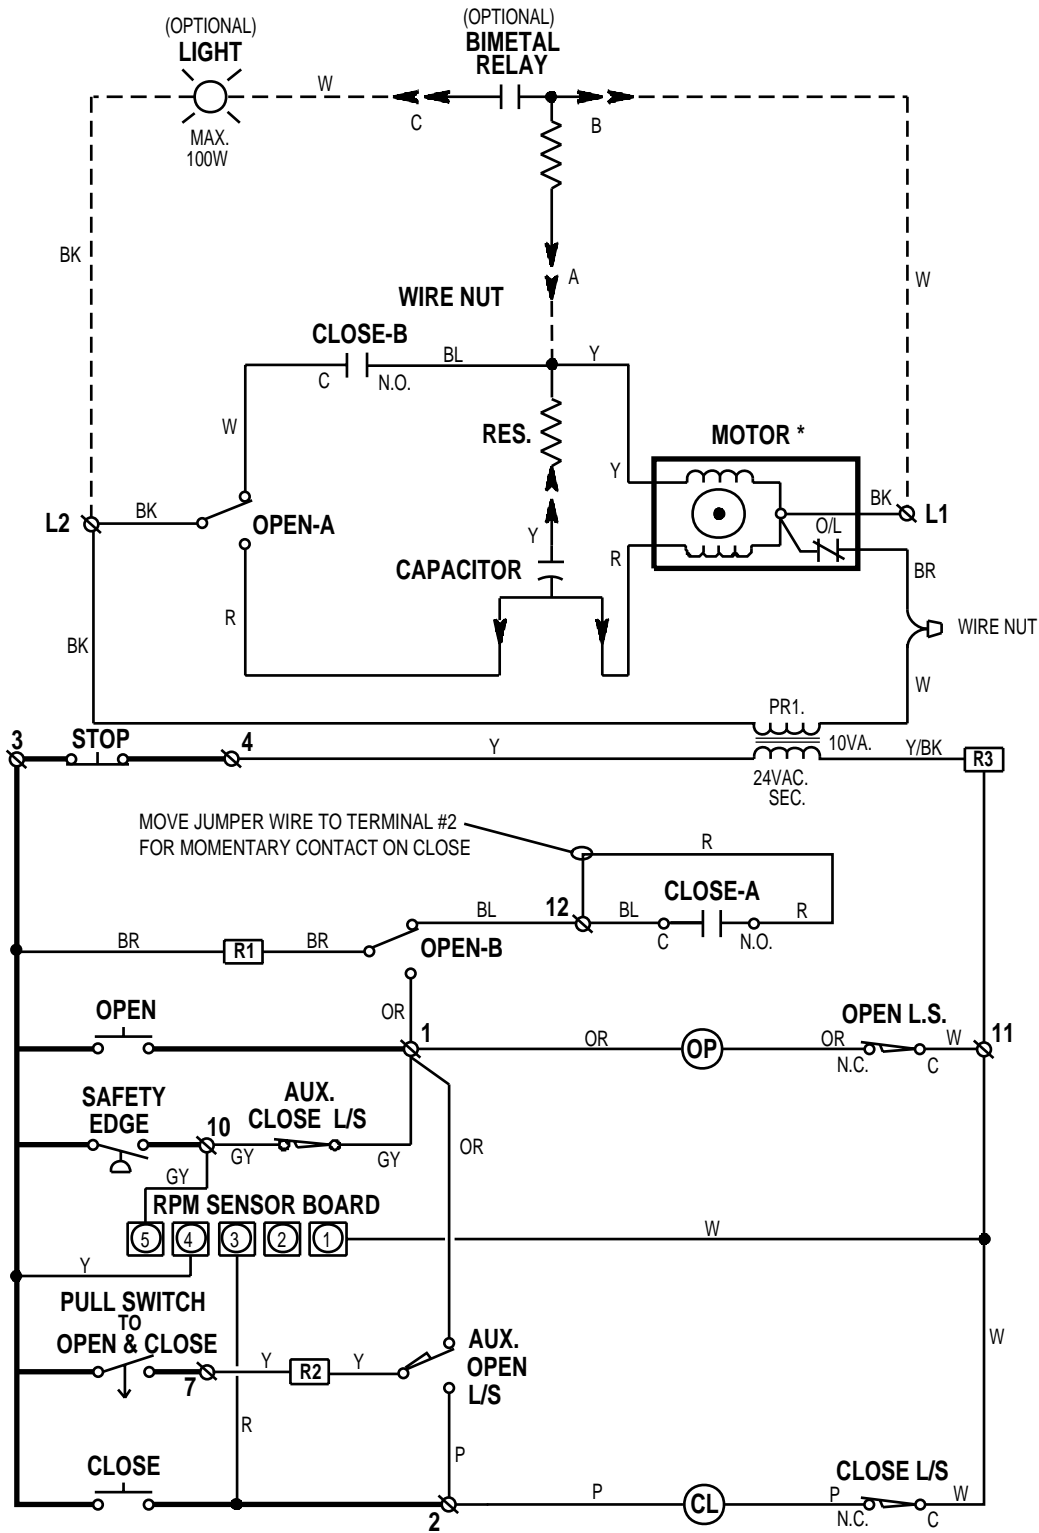 (OPTIONAL)
LIGHT
MAX.
100W
(OPTIONAL)
BIMETAL
RELAY
W
C
B
BK
A
W
WIRE NUT
CLOSE-B
BL
Y
C
N.O.
W
RES.
MOTOR *
Y
L2
BK
OPEN-A
Y
O/L
BK
L1
CAPACITOR
R
BR
R
WIRE NUT
BK
W
PR1.
10VA.
24VAC.
SEC.
3
STOP
4
Y
Y/BK
R3
MOVE JUMPER WIRE TO TERMINAL #2
FOR MOMENTARY CONTACT ON CLOSE
R
CLOSE-A
BL
12
BL
R
C
N.O.
BR
R1
BR
OPEN-B
OPEN
OR
1
OR
OP
OR
OPEN L.S.
N.C.
C
W
11
SAFETY
EDGE
10
AUX.
CLOSE L/S
GY
GY
OR
GY
RPM SENSOR BOARD
5
4
3
2
1
W
Y
PULL SWITCH
TO
OPEN & CLOSE
7
Y
R2
Y
AUX.
OPEN
L/S
W
R
P
CLOSE
2
P
CL
P
CLOSE L/S
N.C.
C
W